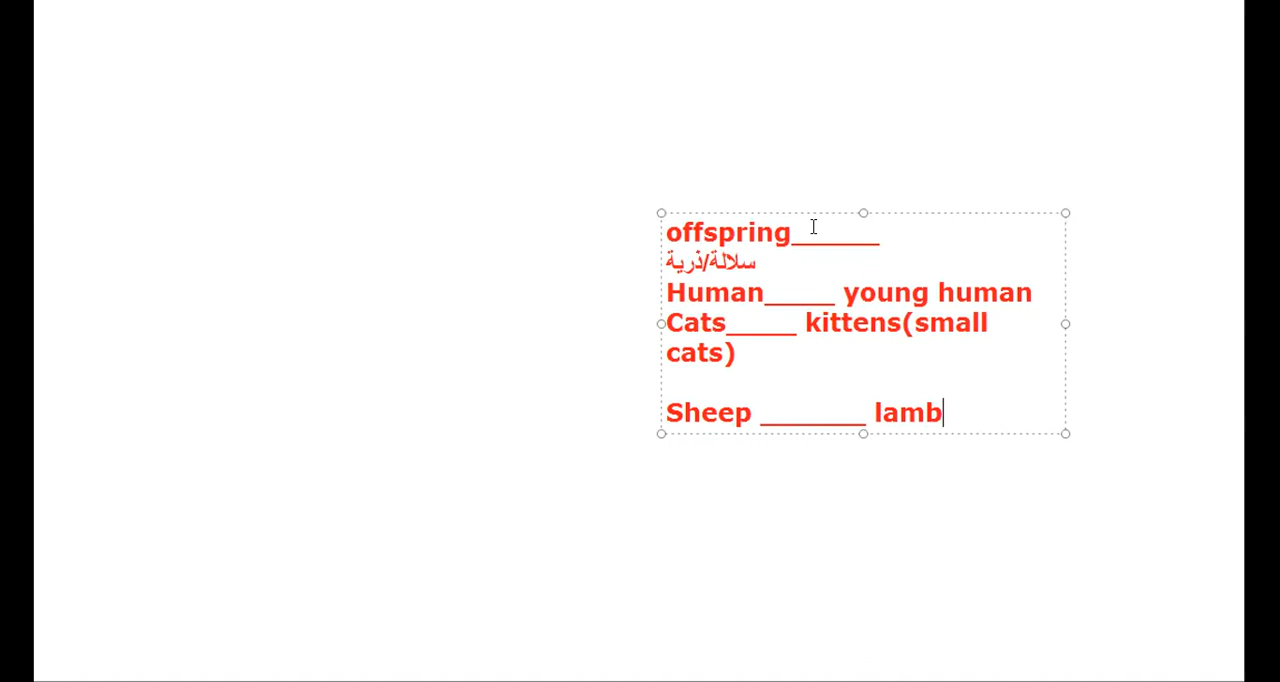 offspring______
سلالة/ذرية
Human_____ young human
Cats_____ kittens(small
cats)
Sheep _______ lamb